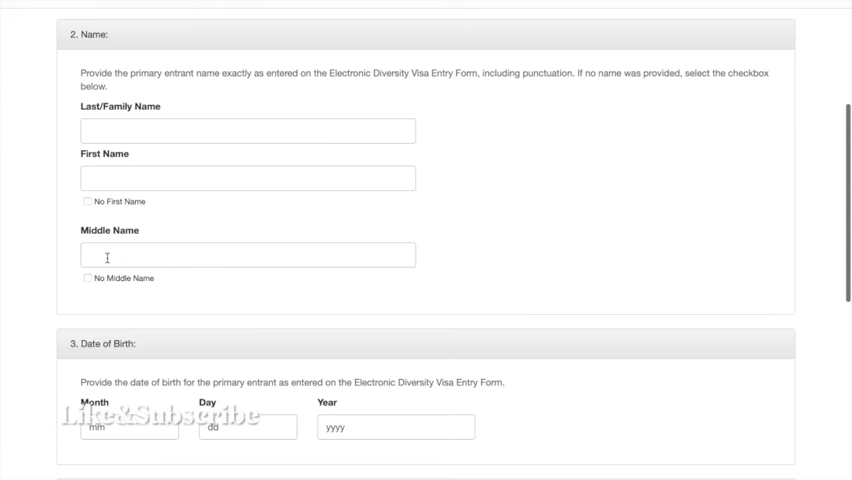 2. Name:
Provide the primary entrant name exactly as entered on the Electronic Diversity Visa Entry Form, including punctuation. If no name was provided, select the checkbox
below.
Last/Family Name
First Name
No First Name
Middle Name
No Middle Name
3. Date of Birth:
Provide the date of birth for the primary entrant as entered on the Electronic Diversity Visa Entry Form.
Month Day Year
Like&Subscribe
mm dd yyyy